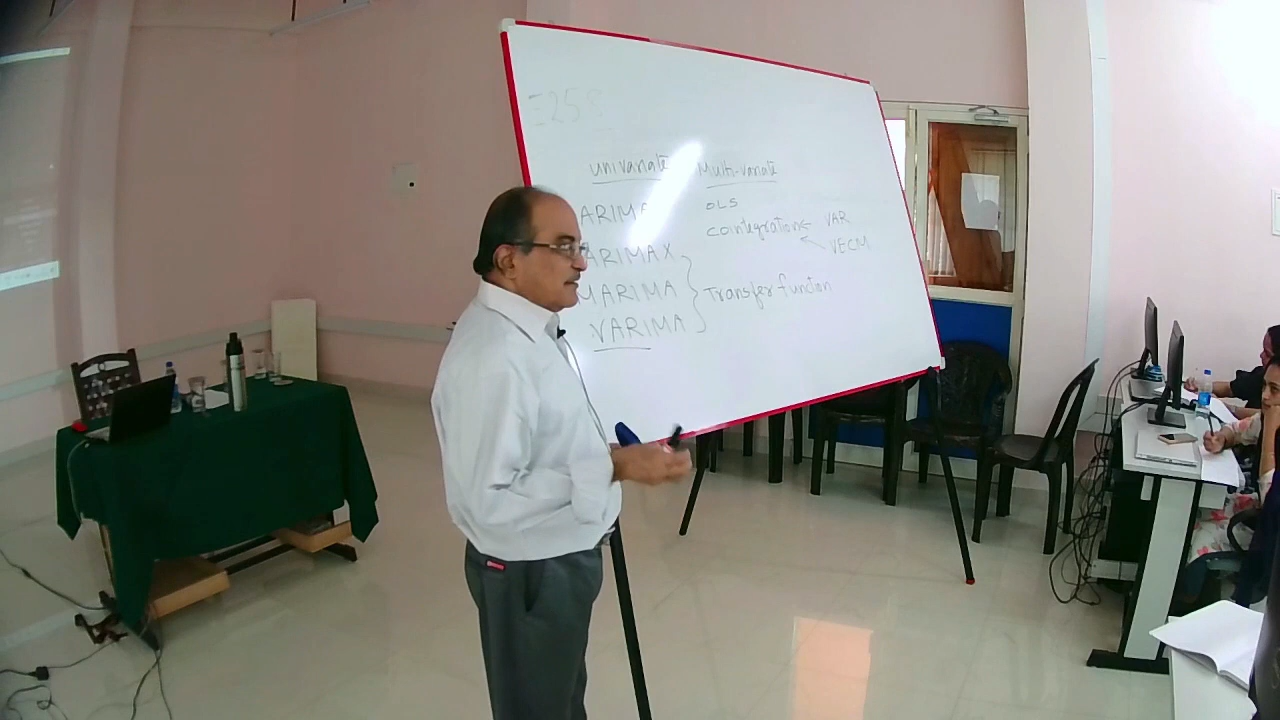 Univariate Multi-variate
ARIMA OLS
cointegration VAR
VECM
ARIMAX
MARIMA Transfer function
VARIMA